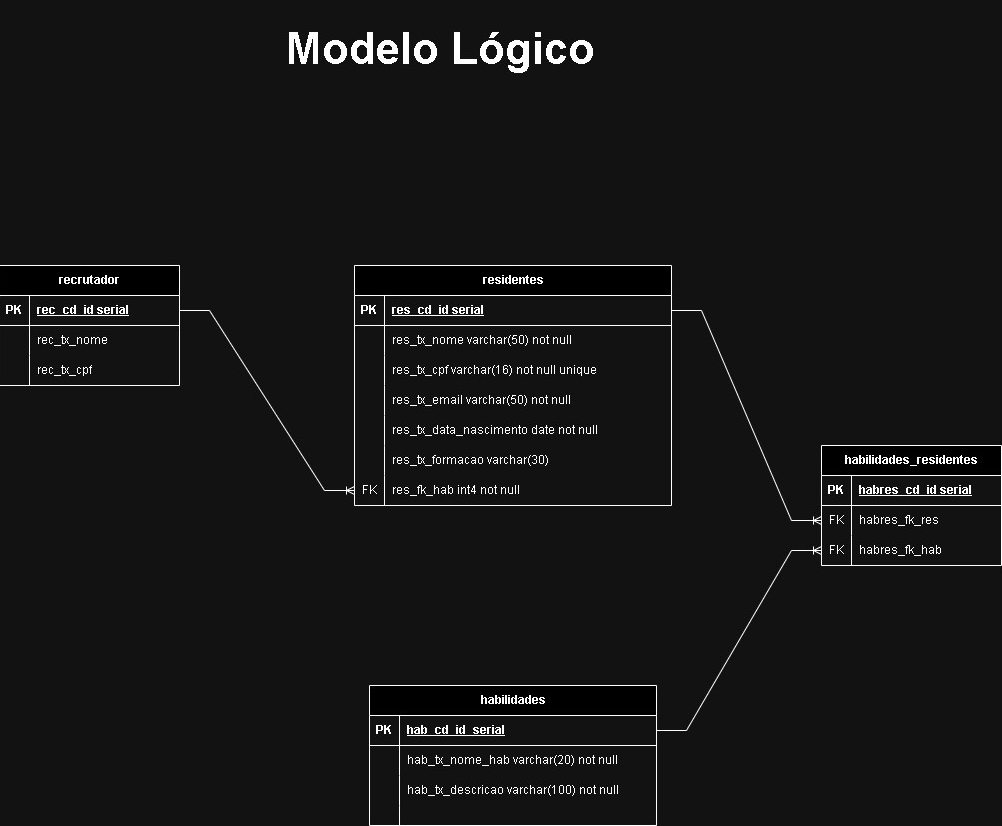 Modelo Lógico
recrutador
PK rec_cd_id serial
rec_tx_nome
rec_tx_cpf
residentes
PK res_cd_id serial
res_tx_nome varchar(50) not null
res_tx_cpf varchar(16) not null unique
res_tx_email varchar(50) not null
res_tx_data_nascimento date not null
res_tx_formacao varchar(30)
FK res_fk_hab int4 not null
habilidades_residentes
PK habres_cd_id serial
FK habres_fk_res
FK habres_fk_hab
habilidades
PK hab_cd_id_serial
hab_tx_nome_hab varchar(20) not null
hab_tx_descricao varchar(100) not null